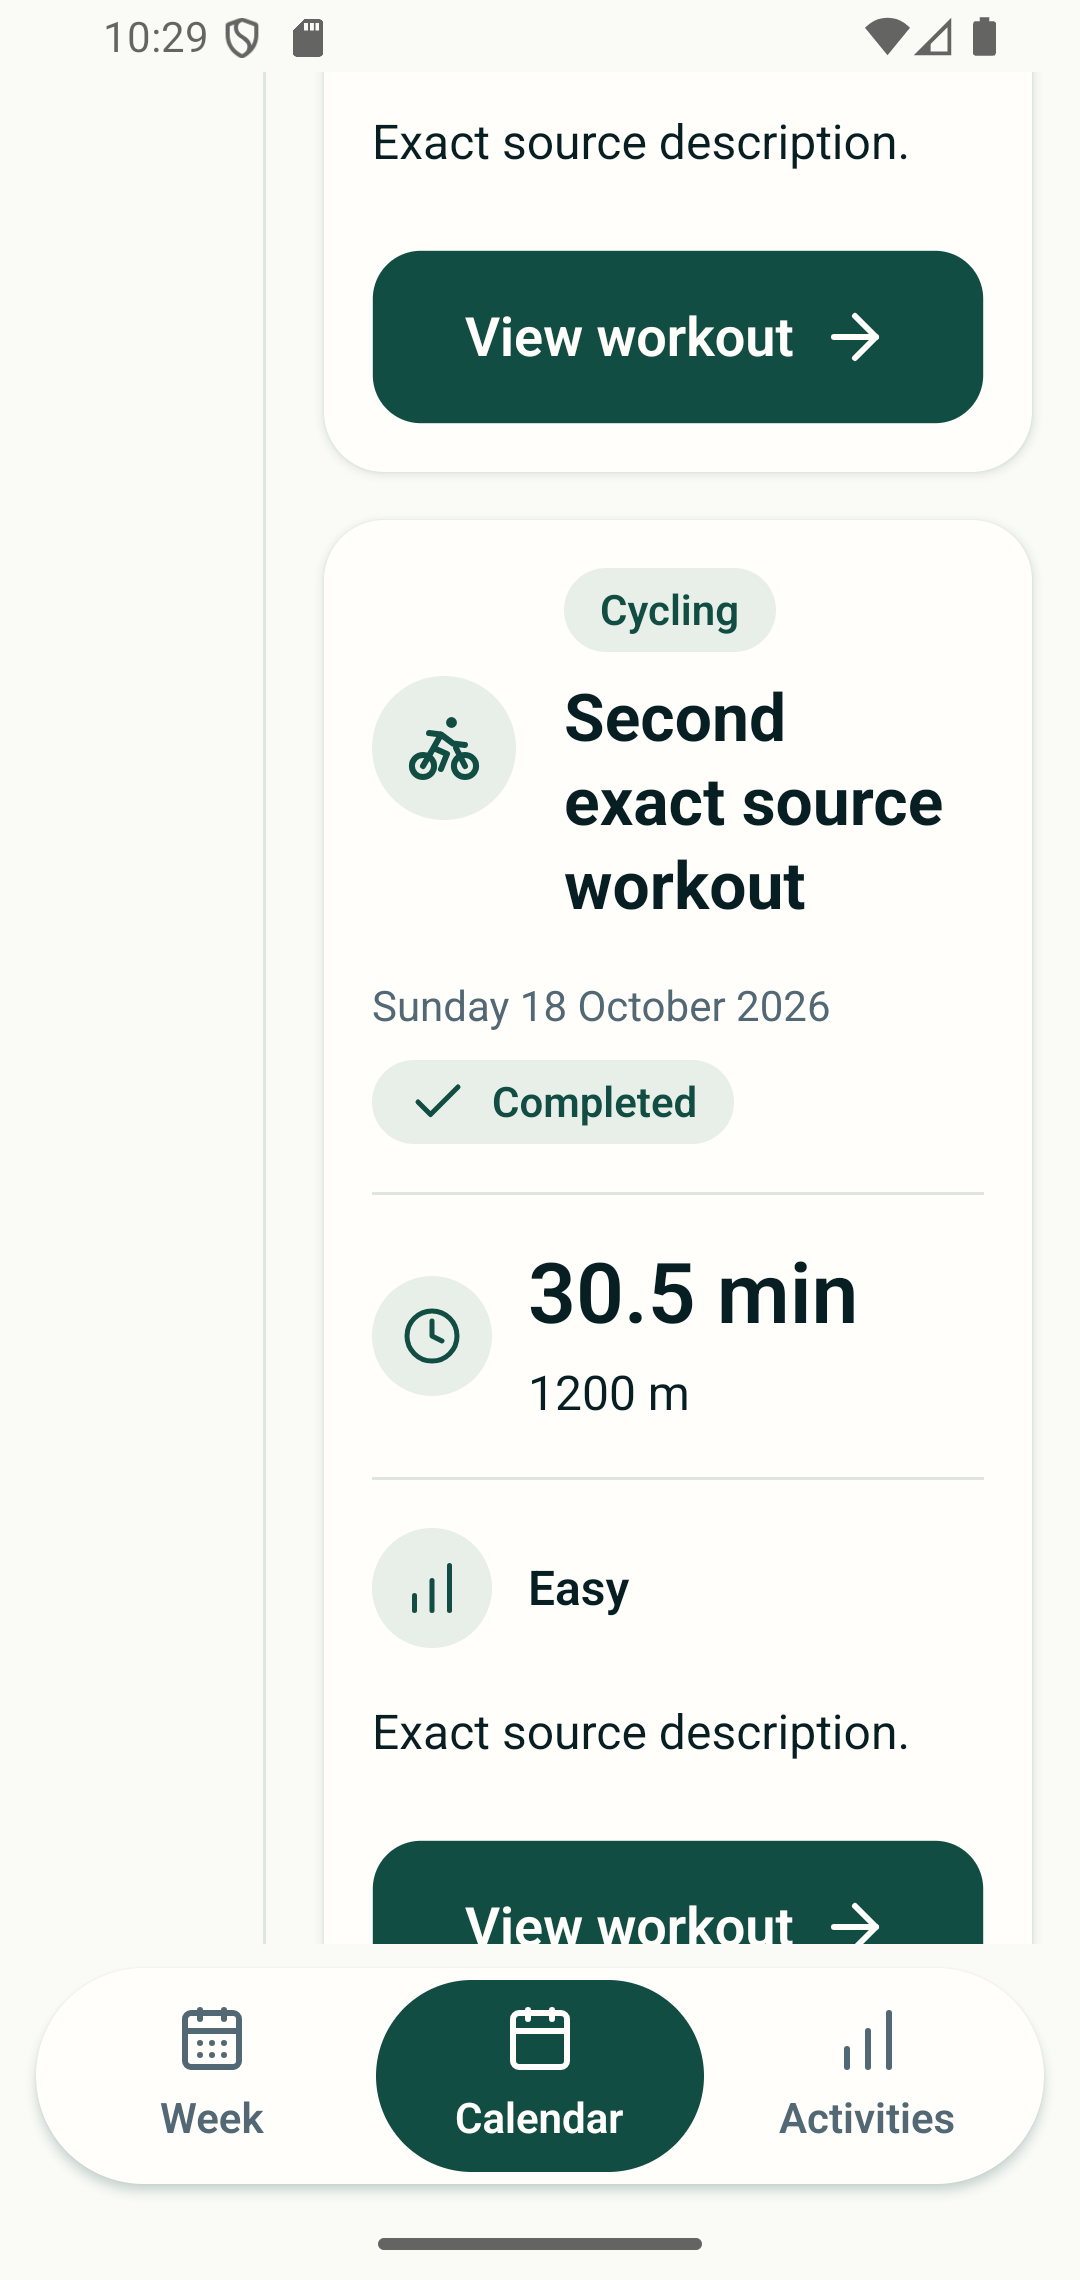 10:29
Exact source description.
View workout
Cycling
Second
exact source
workout
Sunday 18 October 2026
Completed
30.5 min
1200 m
Easy
Exact source description.
View workout
Week
Calendar
Activities